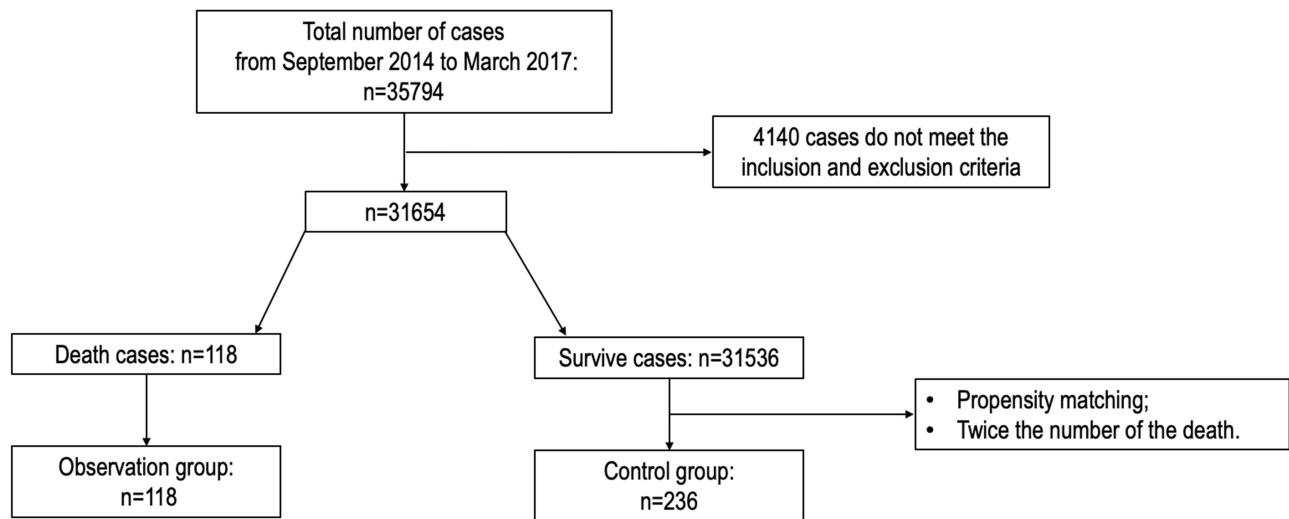 Total number of cases
from September 2014 to March 2017:
n=35794
4140 cases do not meet the
inclusion and exclusion criteria
n=31654
Death cases: n=118
Survive cases: n=31536
• Propensity matching;
• Twice the number of the death.
Observation group:
n=118
Control group:
n=236